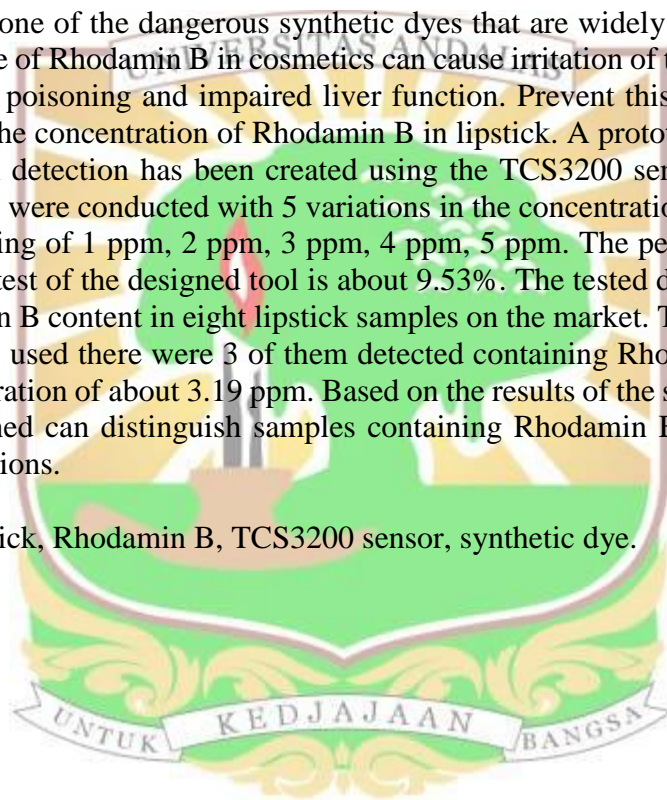 one of the dangerous synthetic dyes that are widely
e of Rhodamin B in cosmetics can cause irritation of t
poisoning and impaired liver function. Prevent this
he concentration of Rhodamin B in lipstick. A proto
detection has been created using the TCS3200 sen
were conducted with 5 variations in the concentratio
ing of 1 ppm, 2 ppm, 3 ppm, 4 ppm, 5 ppm. The pe
test of the designed tool is about 9.53%. The tested d
n B content in eight lipstick samples on the market. T
used there were 3 of them detected containing Rho
ration of about 3.19 ppm. Based on the results of the s
ned can distinguish samples containing Rhodamin B
ions.
ick, Rhodamin B, TCS3200 sensor, synthetic dye.
UNIVERSITAS ANDALAS
UNTUK KEDJAJAAN BANGSA